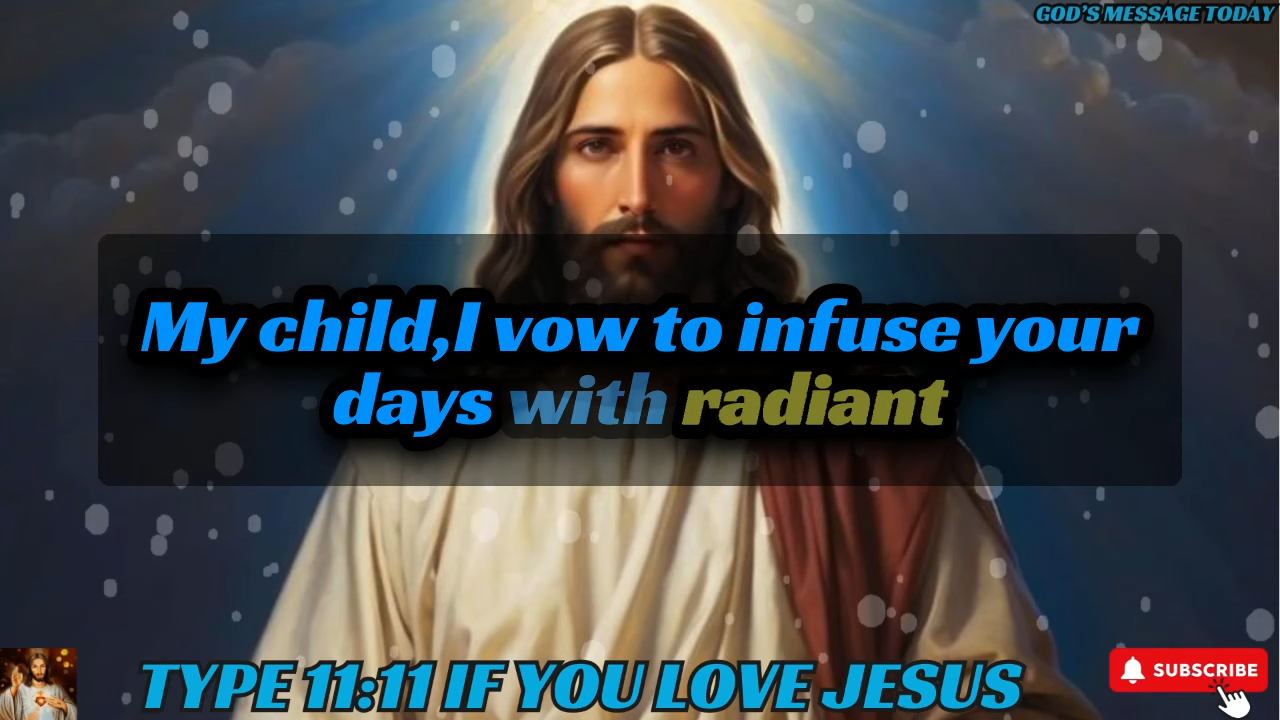 GOD'S MESSAGE TODAY
My child,I vow to infuse your
days with radiant
TYPE 11:11 IF YOU LOVE JESUS
SUBSCRIBE